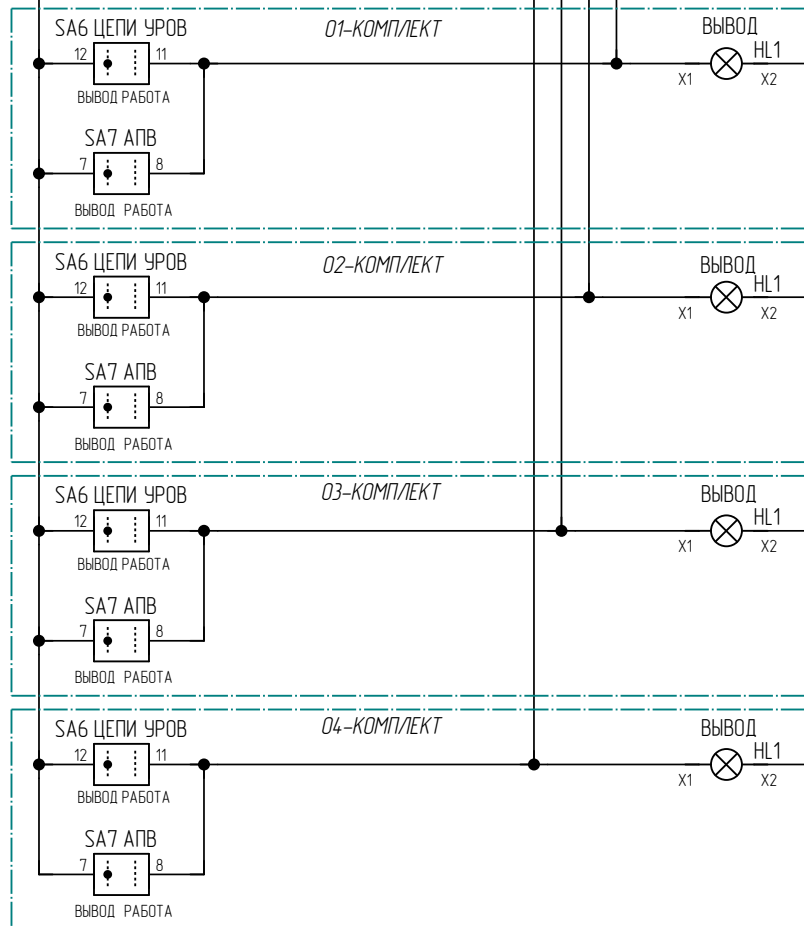 SA6 ЦЕПИ УРОВ 01-КОМПЛЕКТ ВЫВОД
12 11 HL1
ВЫВОД РАБОТА X1 X2
SA7 АПВ
7 8
ВЫВОД РАБОТА
SA6 ЦЕПИ УРОВ 02-КОМПЛЕКТ ВЫВОД
12 11 HL1
ВЫВОД РАБОТА X1 X2
SA7 АПВ
7 8
ВЫВОД РАБОТА
SA6 ЦЕПИ УРОВ 03-КОМПЛЕКТ ВЫВОД
12 11 HL1
ВЫВОД РАБОТА X1 X2
SA7 АПВ
7 8
ВЫВОД РАБОТА
SA6 ЦЕПИ УРОВ 04-КОМПЛЕКТ ВЫВОД
12 11 HL1
ВЫВОД РАБОТА X1 X2
SA7 АПВ
7 8
ВЫВОД РАБОТА